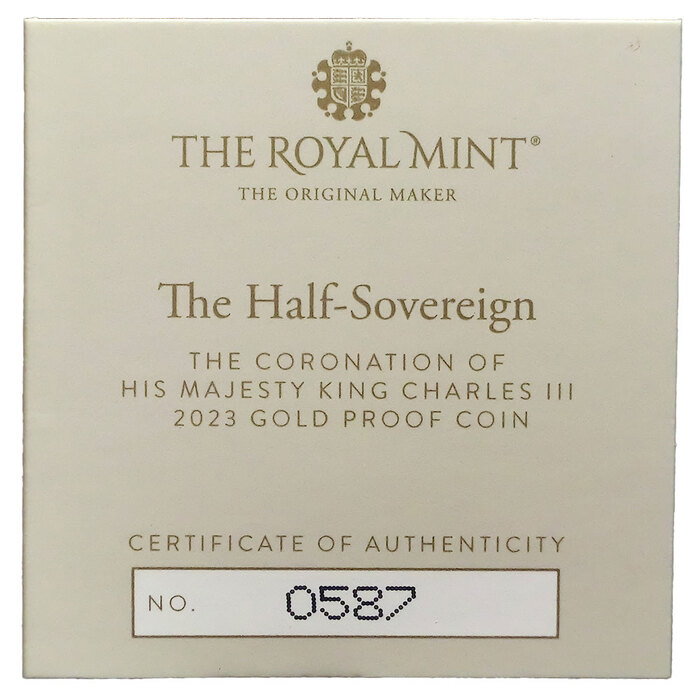 THE ROYAL MINT®
THE ORIGINAL MAKER
The Half-Sovereign
THE CORONATION OF
HIS MAJESTY KING CHARLES III
2023 GOLD PROOF COIN
CERTIFICATE OF AUTHENTICITY
NO. 0587